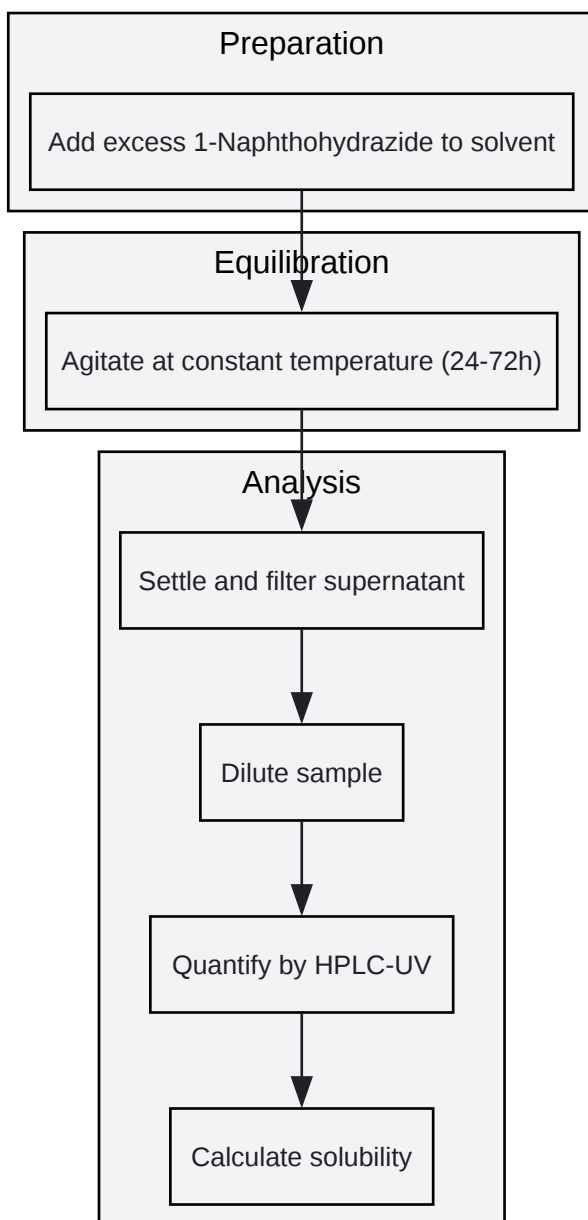 Preparation
Add excess 1-Naphthohydrazide to solvent
Equilibration
Agitate at constant temperature (24-72h)
Analysis
Settle and filter supernatant
Dilute sample
Quantify by HPLC-UV
Calculate solubility